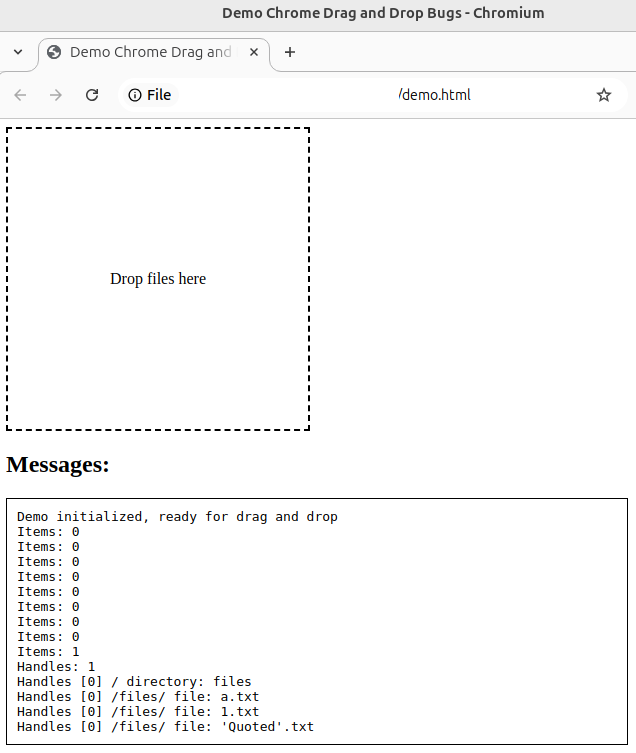 Demo Chrome Drag and Drop Bugs - Chromium
Demo Chrome Drag and
File
/demo.html
Drop files here
Messages:
Demo initialized, ready for drag and drop
Items: 0
Items: 0
Items: 0
Items: 0
Items: 0
Items: 0
Items: 0
Items: 0
Items: 1
Handles: 1
Handles [0] / directory: files
Handles [0] /files/ file: a.txt
Handles [0] /files/ file: 1.txt
Handles [0] /files/ file: 'Quoted'.txt